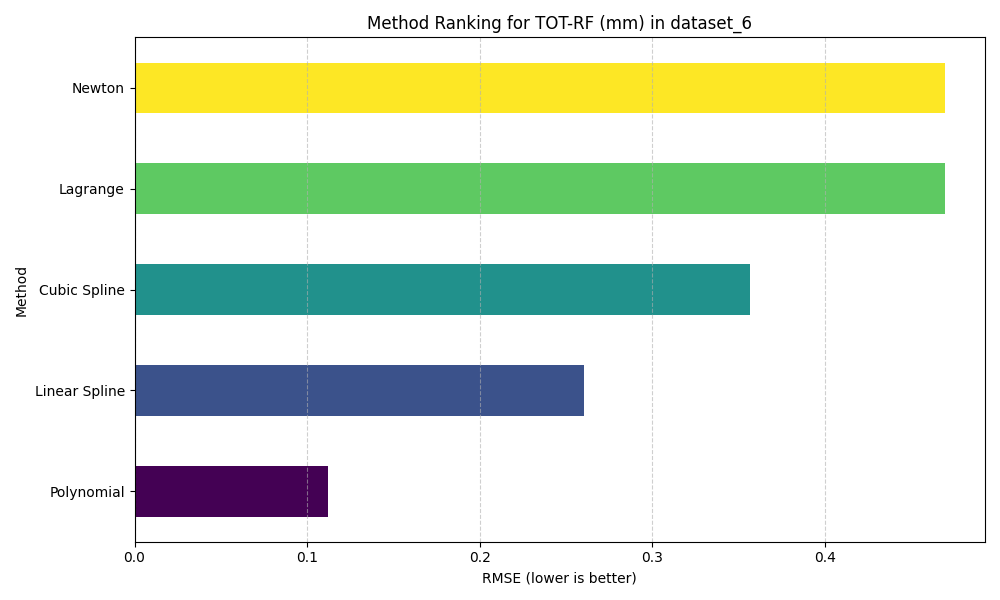 Method Ranking for TOT-RF (mm) in dataset_6
Newton
Lagrange
Cubic Spline
Linear Spline
Polynomial
Method
0.0 0.1 0.2 0.3 0.4
RMSE (lower is better)